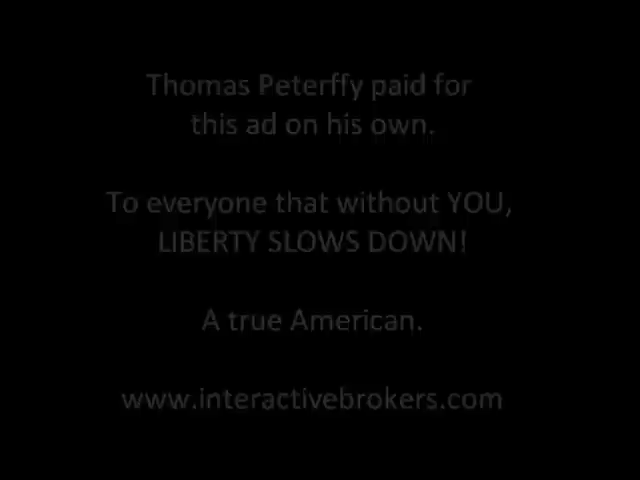 Thomas Peterffy paid for
this ad on his own.
To everyone that without YOU,
LIBERTY SLOWS DOWN!
A true American.
www.interactivebrokers.com